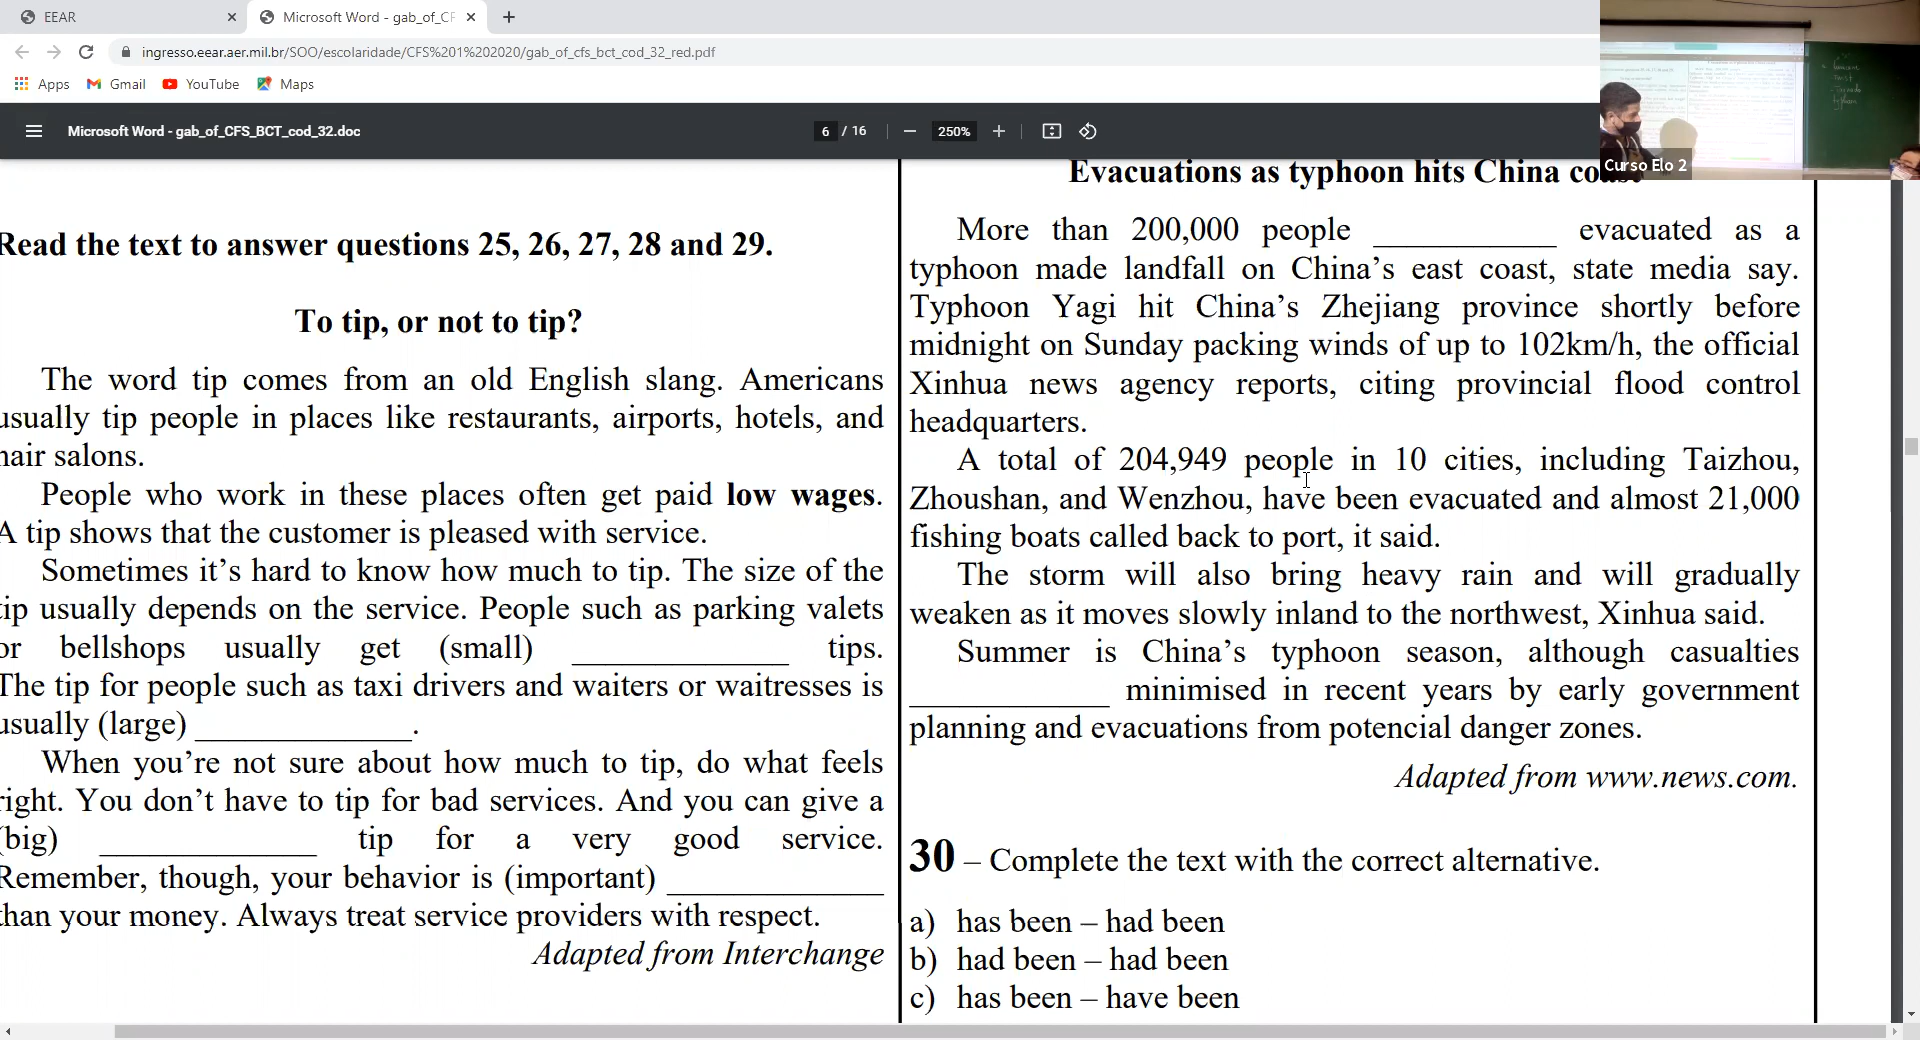 EEAR
Microsoft Word - gab_of_CF
ingresso.eear.aer.mil.br/SOO/escolaridade/CFS%201%202020/gab_of_cfs_bct_cod_32_red.pdf
Apps Gmail YouTube Maps
Microsoft Word - gab_of_CFS_BCT_cod_32.doc
6 / 16
250%
Curso Elo 2
Read the text to answer questions 25, 26, 27, 28 and 29.
To tip, or not to tip?
The word tip comes from an old English slang. Americans
usually tip people in places like restaurants, airports, hotels, and
hair salons.
People who work in these places often get paid low wages.
A tip shows that the customer is pleased with service.
Sometimes it’s hard to know how much to tip. The size of the
tip usually depends on the service. People such as parking valets
or bellshops usually get (small) _____________ tips.
The tip for people such as taxi drivers and waiters or waitresses is
usually (large) _____________.
When you’re not sure about how much to tip, do what feels
right. You don’t have to tip for bad services. And you can give a
(big) _____________ tip for a very good service.
Remember, though, your behavior is (important) _____________
than your money. Always treat service providers with respect.
Adapted from Interchange
Evacuations as typhoon hits China coast
More than 200,000 people ___________ evacuated as a
typhoon made landfall on China’s east coast, state media say.
Typhoon Yagi hit China’s Zhejiang province shortly before
midnight on Sunday packing winds of up to 102km/h, the official
Xinhua news agency reports, citing provincial flood control
headquarters.
A total of 204,949 people in 10 cities, including Taizhou,
Zhoushan, and Wenzhou, have been evacuated and almost 21,000
fishing boats called back to port, it said.
The storm will also bring heavy rain and will gradually
weaken as it moves slowly inland to the northwest, Xinhua said.
Summer is China’s typhoon season, although casualties
____________ minimised in recent years by early government
planning and evacuations from potencial danger zones.
Adapted from www.news.com.
30 – Complete the text with the correct alternative.
a) has been – had been
b) had been – had been
c) has been – have been